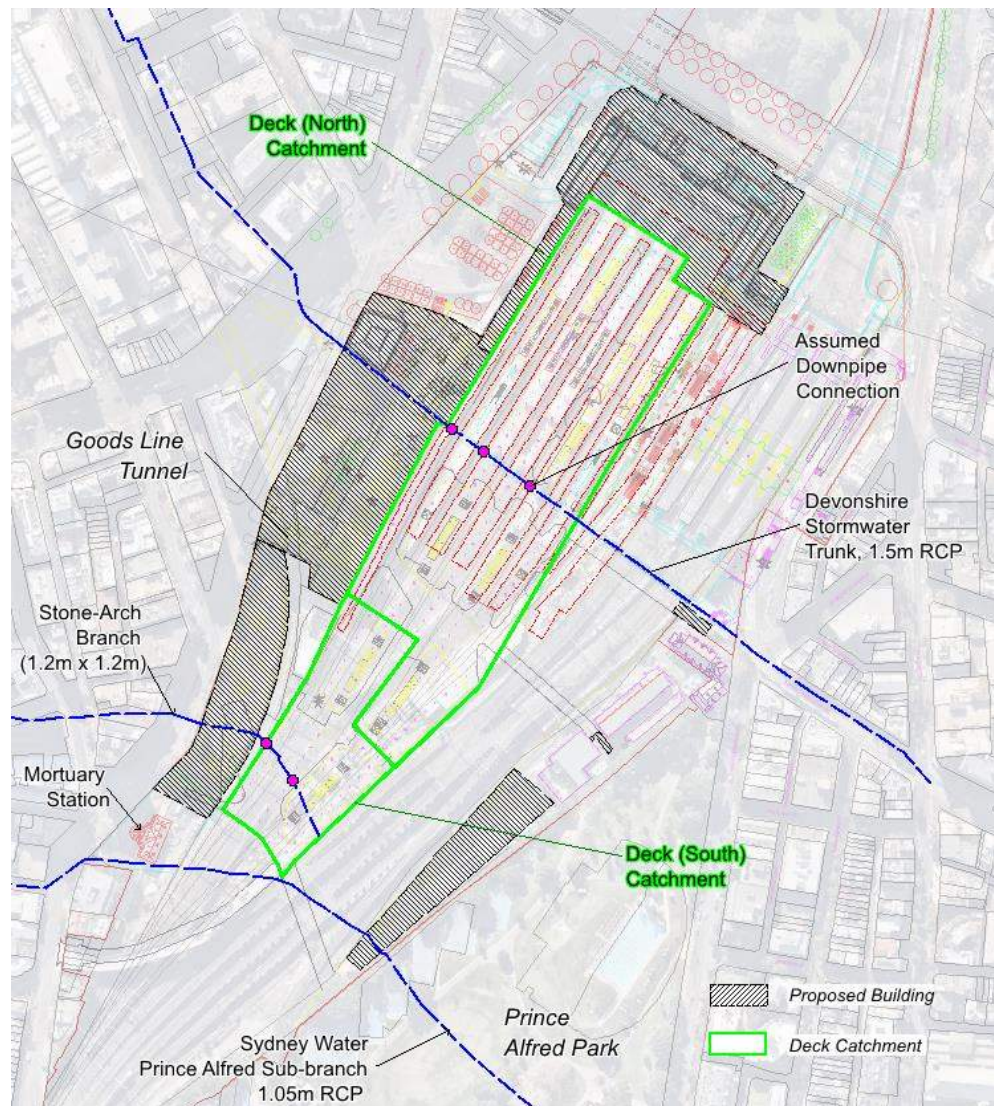 Deck (North)
Catchment
Assumed
Downpipe
Connection
Goods Line
Tunnel
Devonshire
Stormwater
Trunk, 1.5m RCP
Stone-Arch
Branch
(1.2m x 1.2m)
Mortuary
Station
Deck (South)
Catchment
Proposed Building
Prince
Alfred Park
Deck Catchment
Sydney Water
Prince Alfred Sub-branch
1.05m RCP